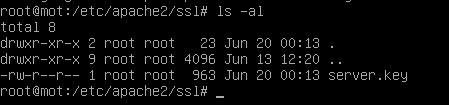 root@mot:/etc/apache2/ssl# ls -al
total 8
drwxr-xr-x 2 root root   23 Jun 20 00:13 .
drwxr-xr-x 9 root root 4096 Jun 13 12:20 ..
-rw-r--r-- 1 root root  963 Jun 20 00:13 server.key
root@mot:/etc/apache2/ssl# _